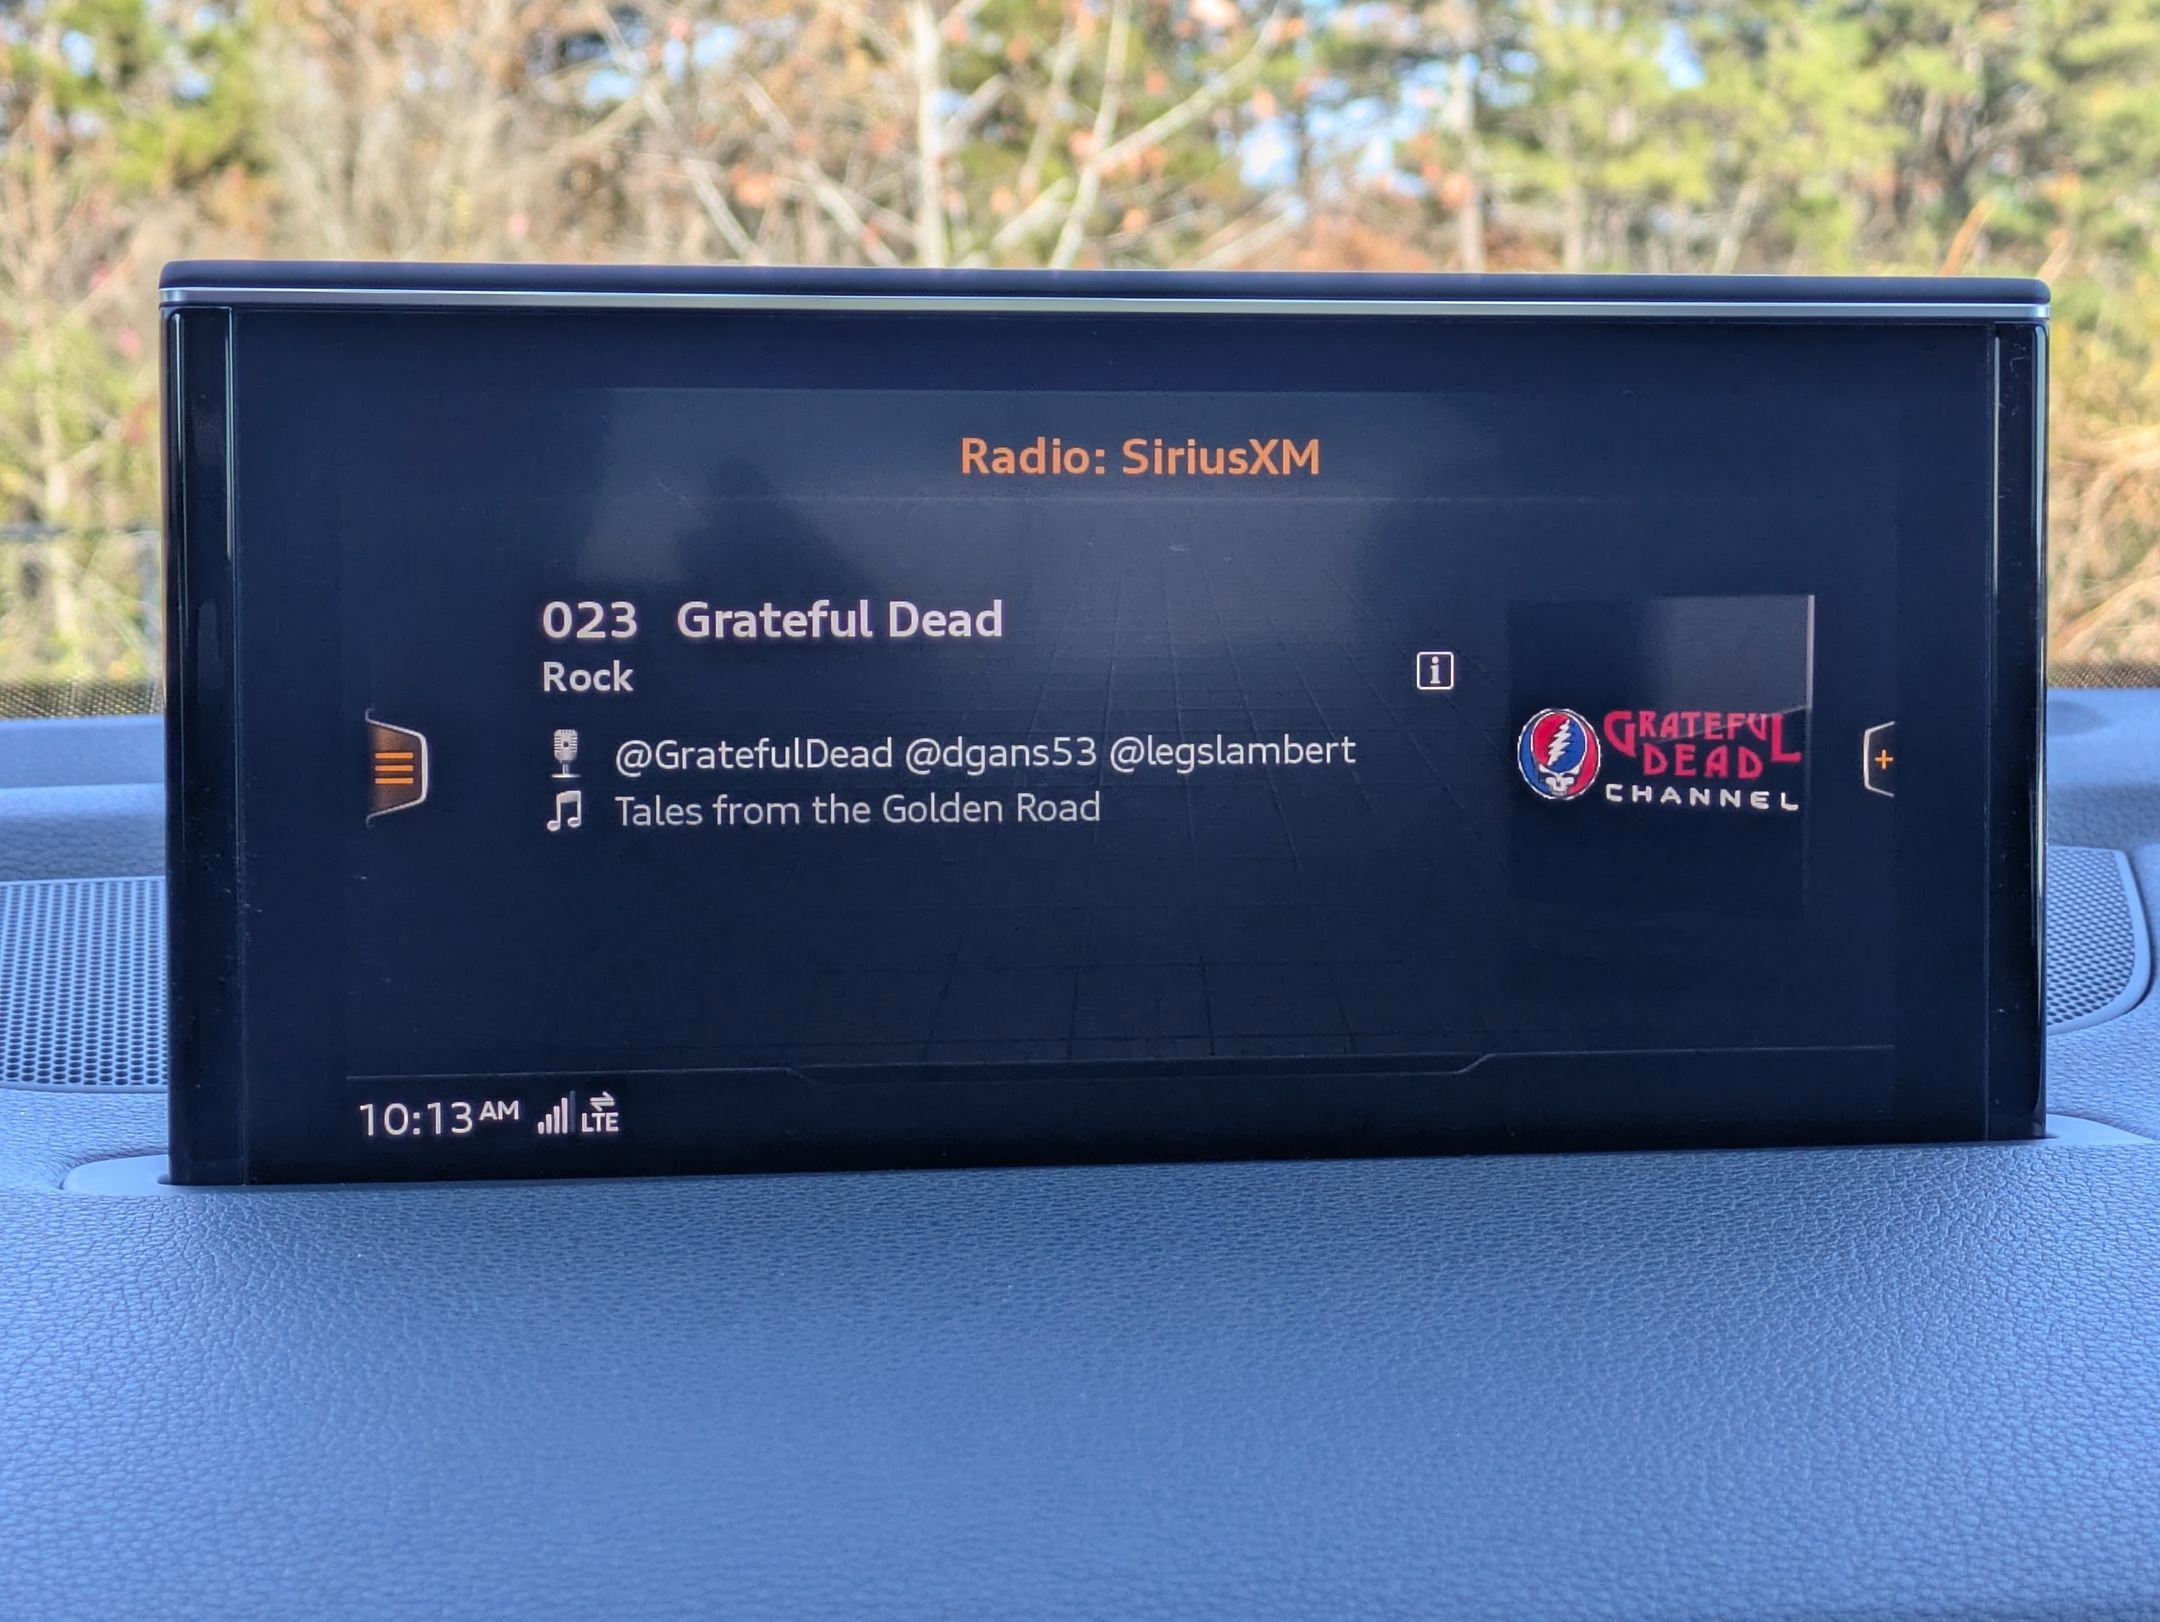 Radio: SiriusXM
023 Grateful Dead
Rock
@GratefulDead @dgans53 @legslambert
Tales from the Golden Road
GRATEFUL
DEAD
CHANNEL
10:13 AM LTE